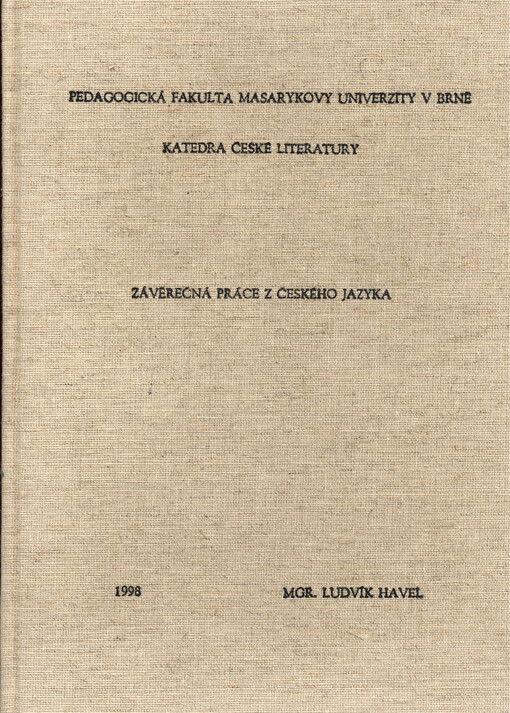 PEDAGOGICKÁ FAKULTA MASARYKOVY UNIVERZITY V BRNĚ
KATEDRA ČESKÉ LITERATURY
ZÁVĚREČNÁ PRÁCE Z ČESKÉHO JAZYKA
1998 MGR. LUDVÍK HAVEL